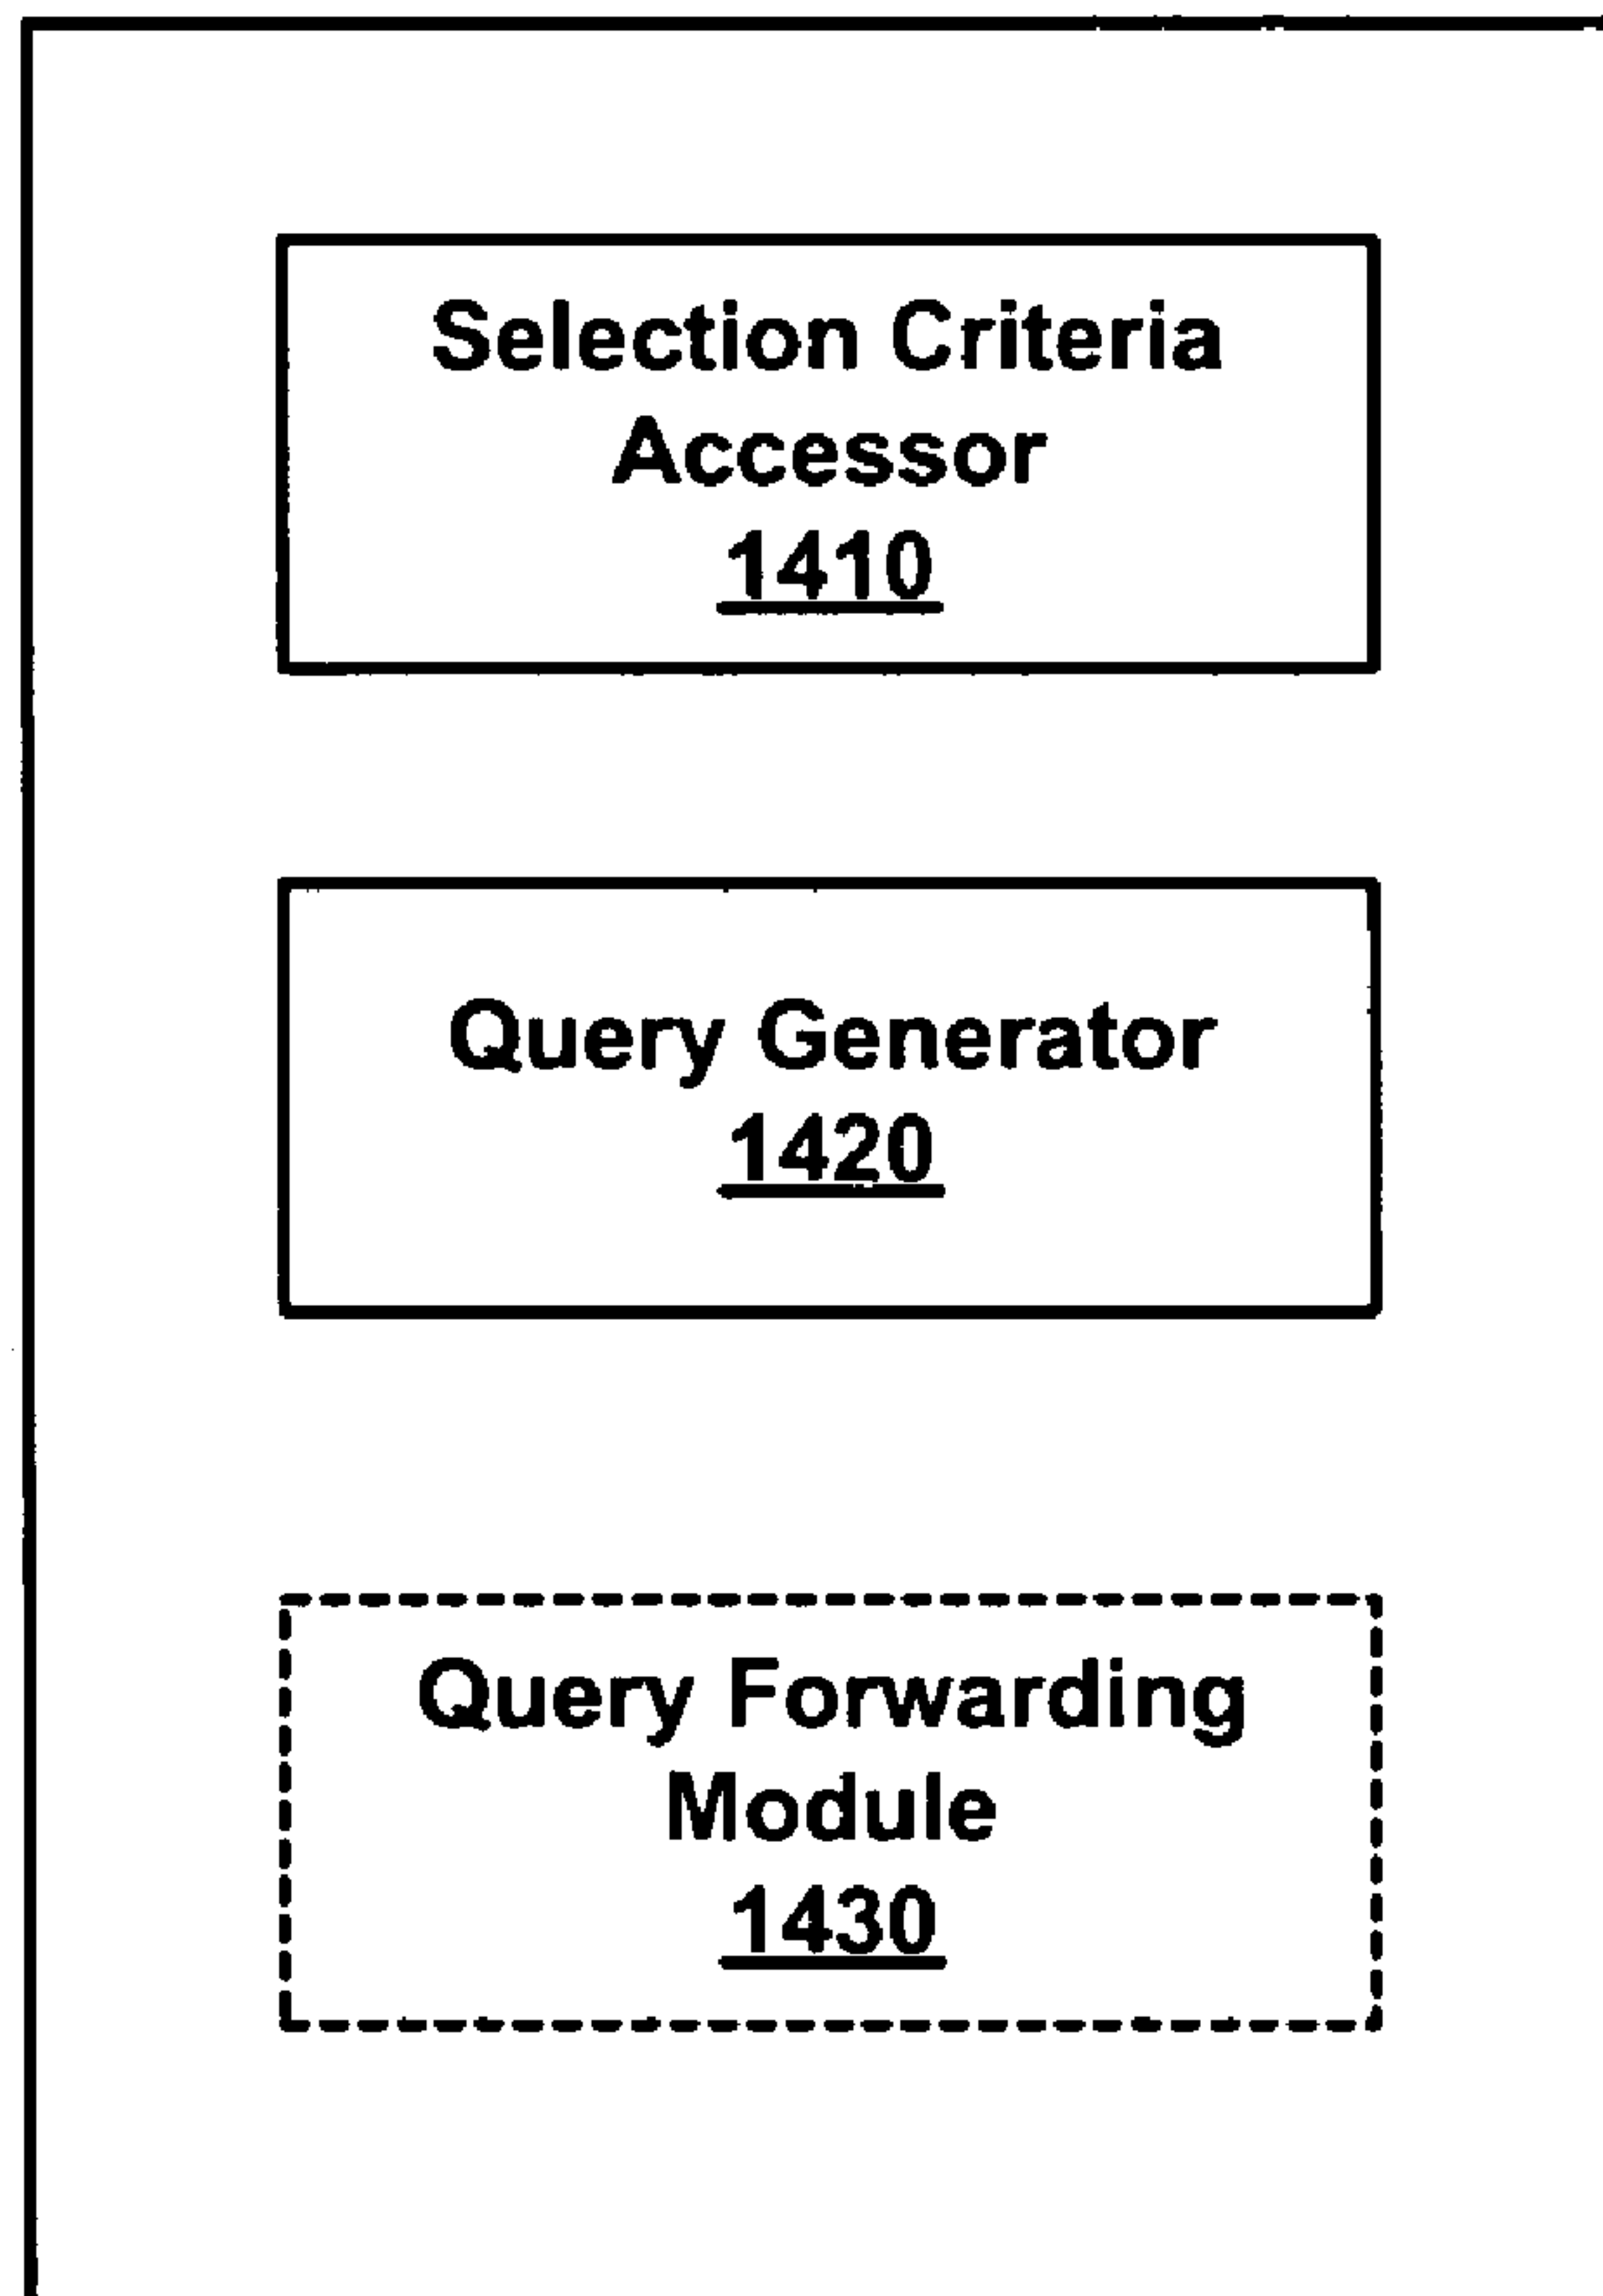 Selection Criteria
Accessor
1410
Query Generator
1420
Query Forwarding
Module
1430